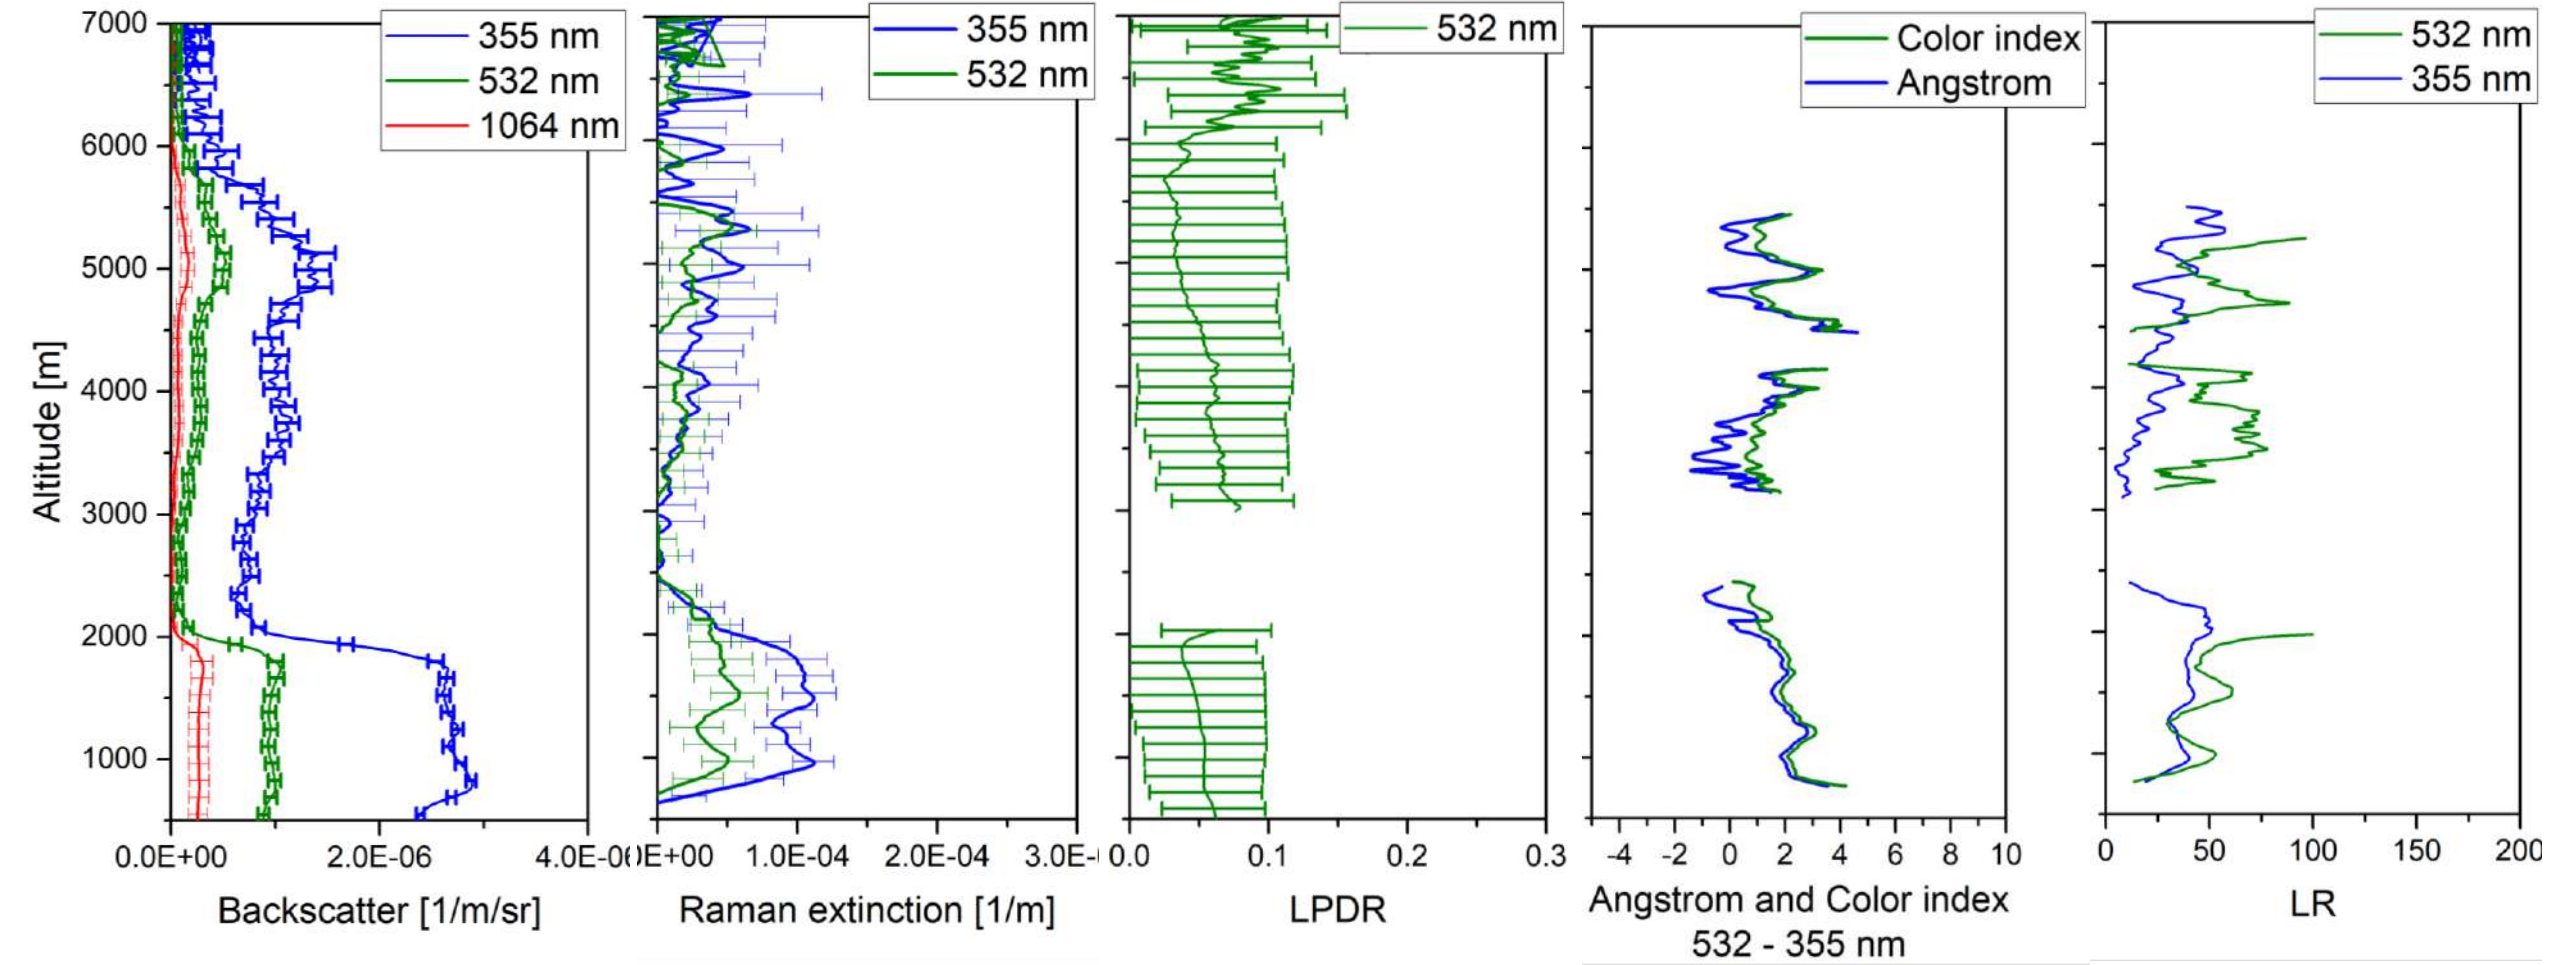 355 nm
532 nm
1064 nm
7000
6000
5000
4000
3000
2000
1000
Altitude [m]
0.0E+00
2.0E-06
4.0E-0
Backscatter [1/m/sr]
355 nm
532 nm
E+00
1.0E-04
2.0E-04
3.0E-
Raman extinction [1/m]
532 nm
0.0
0.1
0.2
0.3
LPDR
Color index
Angstrom
-4
-2
0
2
4
6
8
10
Angstrom and Color index
532 - 355 nm
532 nm
355 nm
0
50
100
150
200
LR